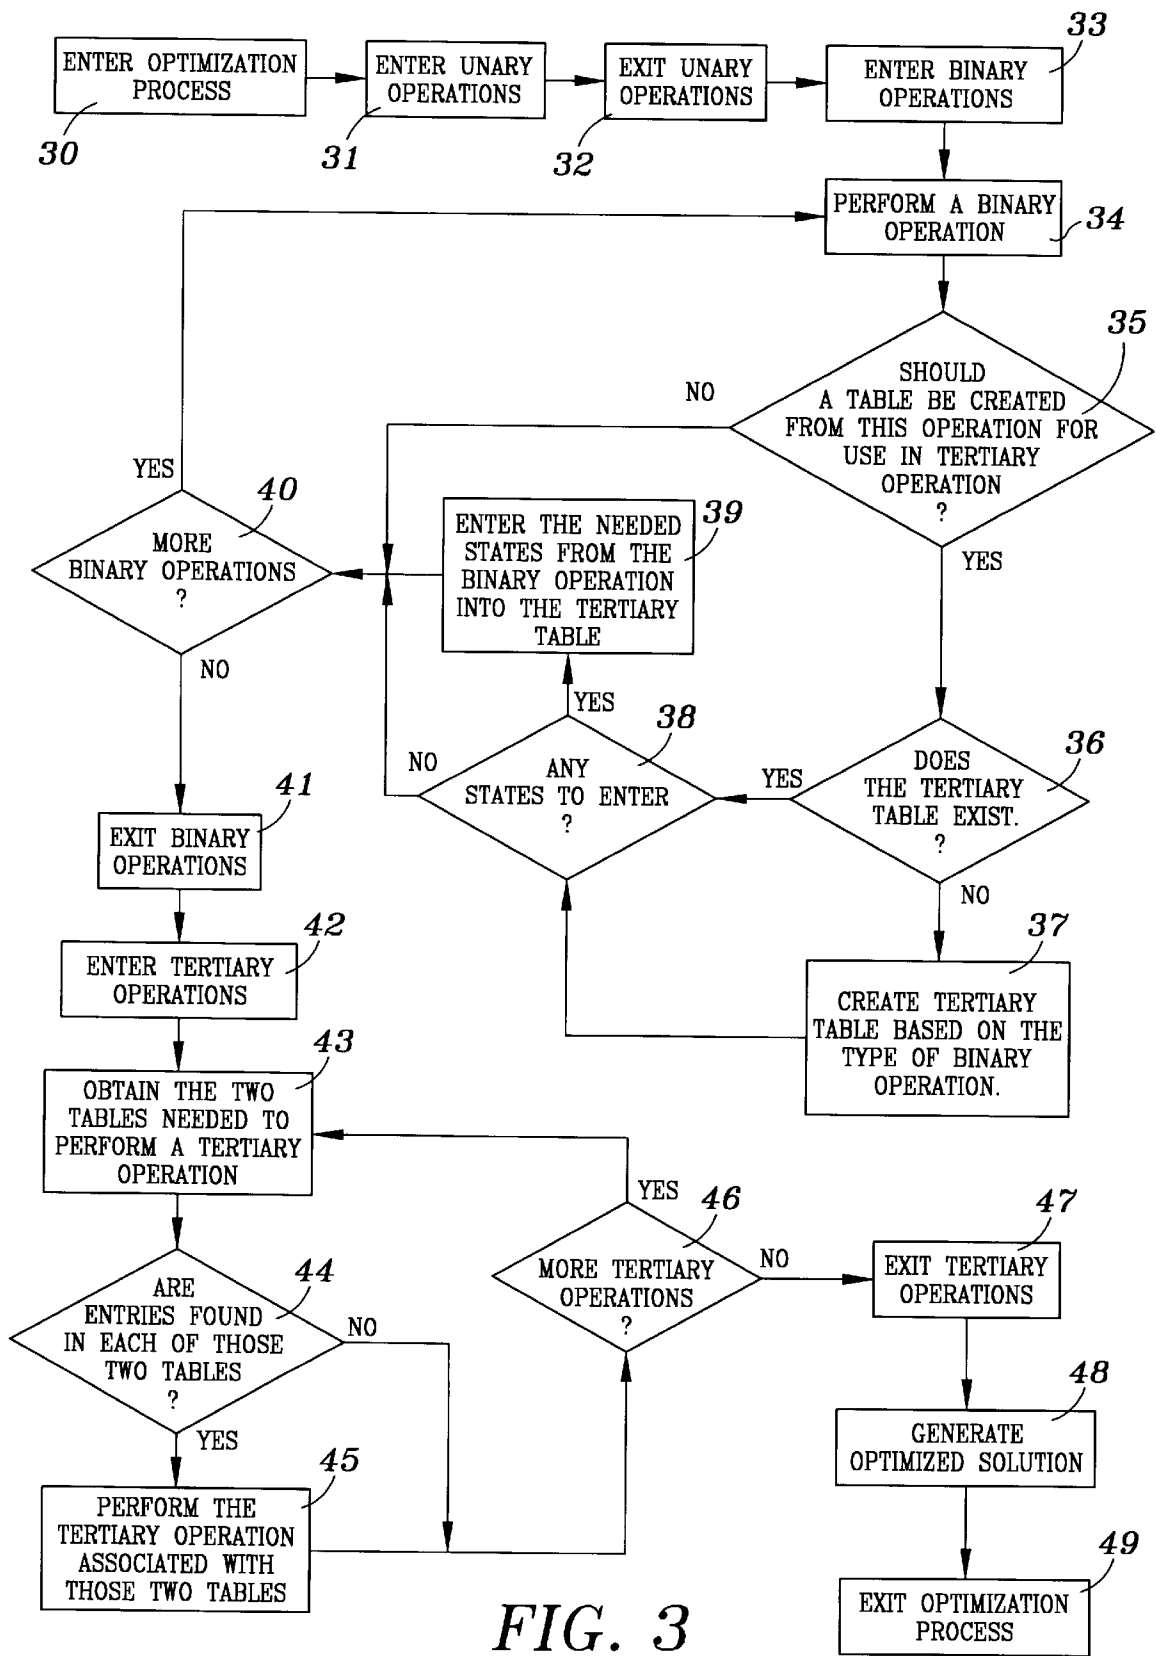 ENTER OPTIMIZATION
PROCESS
30
ENTER UNARY
OPERATIONS
31
EXIT UNARY
OPERATIONS
32
ENTER BINARY
OPERATIONS
33
PERFORM A BINARY
OPERATION
34
SHOULD
A TABLE BE CREATED
FROM THIS OPERATION FOR
USE IN TERTIARY
OPERATION
?
35
NO
YES
DOES
THE TERTIARY
TABLE EXIST.
?
36
YES
NO
CREATE TERTIARY
TABLE BASED ON THE
TYPE OF BINARY
OPERATION.
37
ANY
STATES TO ENTER
?
38
NO
YES
ENTER THE NEEDED
STATES FROM THE
BINARY OPERATION
INTO THE TERTIARY
TABLE
39
MORE
BINARY OPERATIONS
?
40
YES
NO
EXIT BINARY
OPERATIONS
41
ENTER TERTIARY
OPERATIONS
42
OBTAIN THE TWO
TABLES NEEDED TO
PERFORM A TERTIARY
OPERATION
43
ARE
ENTRIES FOUND
IN EACH OF THOSE
TWO TABLES
?
44
NO
YES
PERFORM THE
TERTIARY OPERATION
ASSOCIATED WITH
THOSE TWO TABLES
45
MORE TERTIARY
OPERATIONS
?
46
YES
NO
EXIT TERTIARY
OPERATIONS
47
GENERATE
OPTIMIZED SOLUTION
48
EXIT OPTIMIZATION
PROCESS
49
FIG. 3